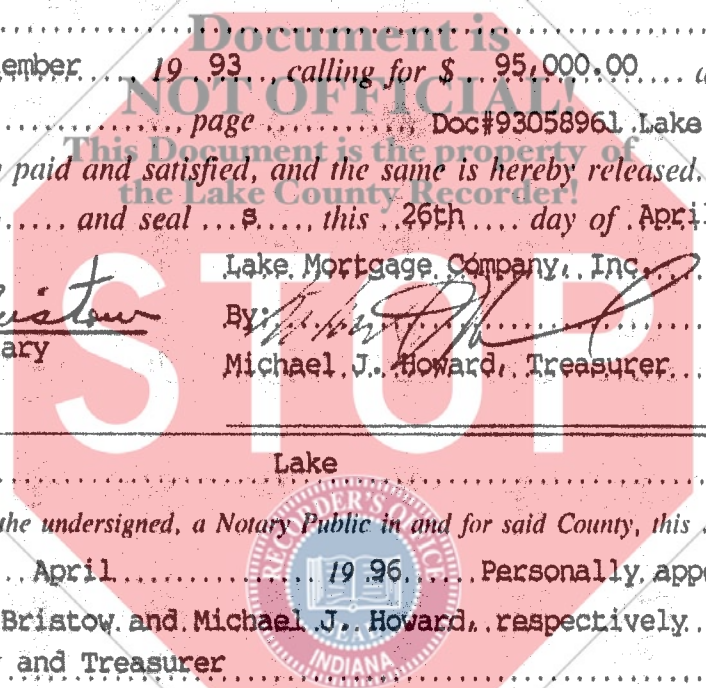 Document is
ember 19 93, calling for $ 95,000.00
NOT OFFICIAL!
page Doc#93058961 Lake
This Document is the property of
paid and satisfied, and the same is hereby released.
the Lake County Recorder!
and seal s, this 26th day of April
STOP
Lake Mortgage Company, Inc.
Bristow By:
ary
Michael J. Howard, Treasurer
Lake
RECORDER'S OFFICE
the undersigned, a Notary Public in and for said County, this
April 19 96 Personally appe
Bristow and Michael J. Howard, respectively
and Treasurer
INDIANA